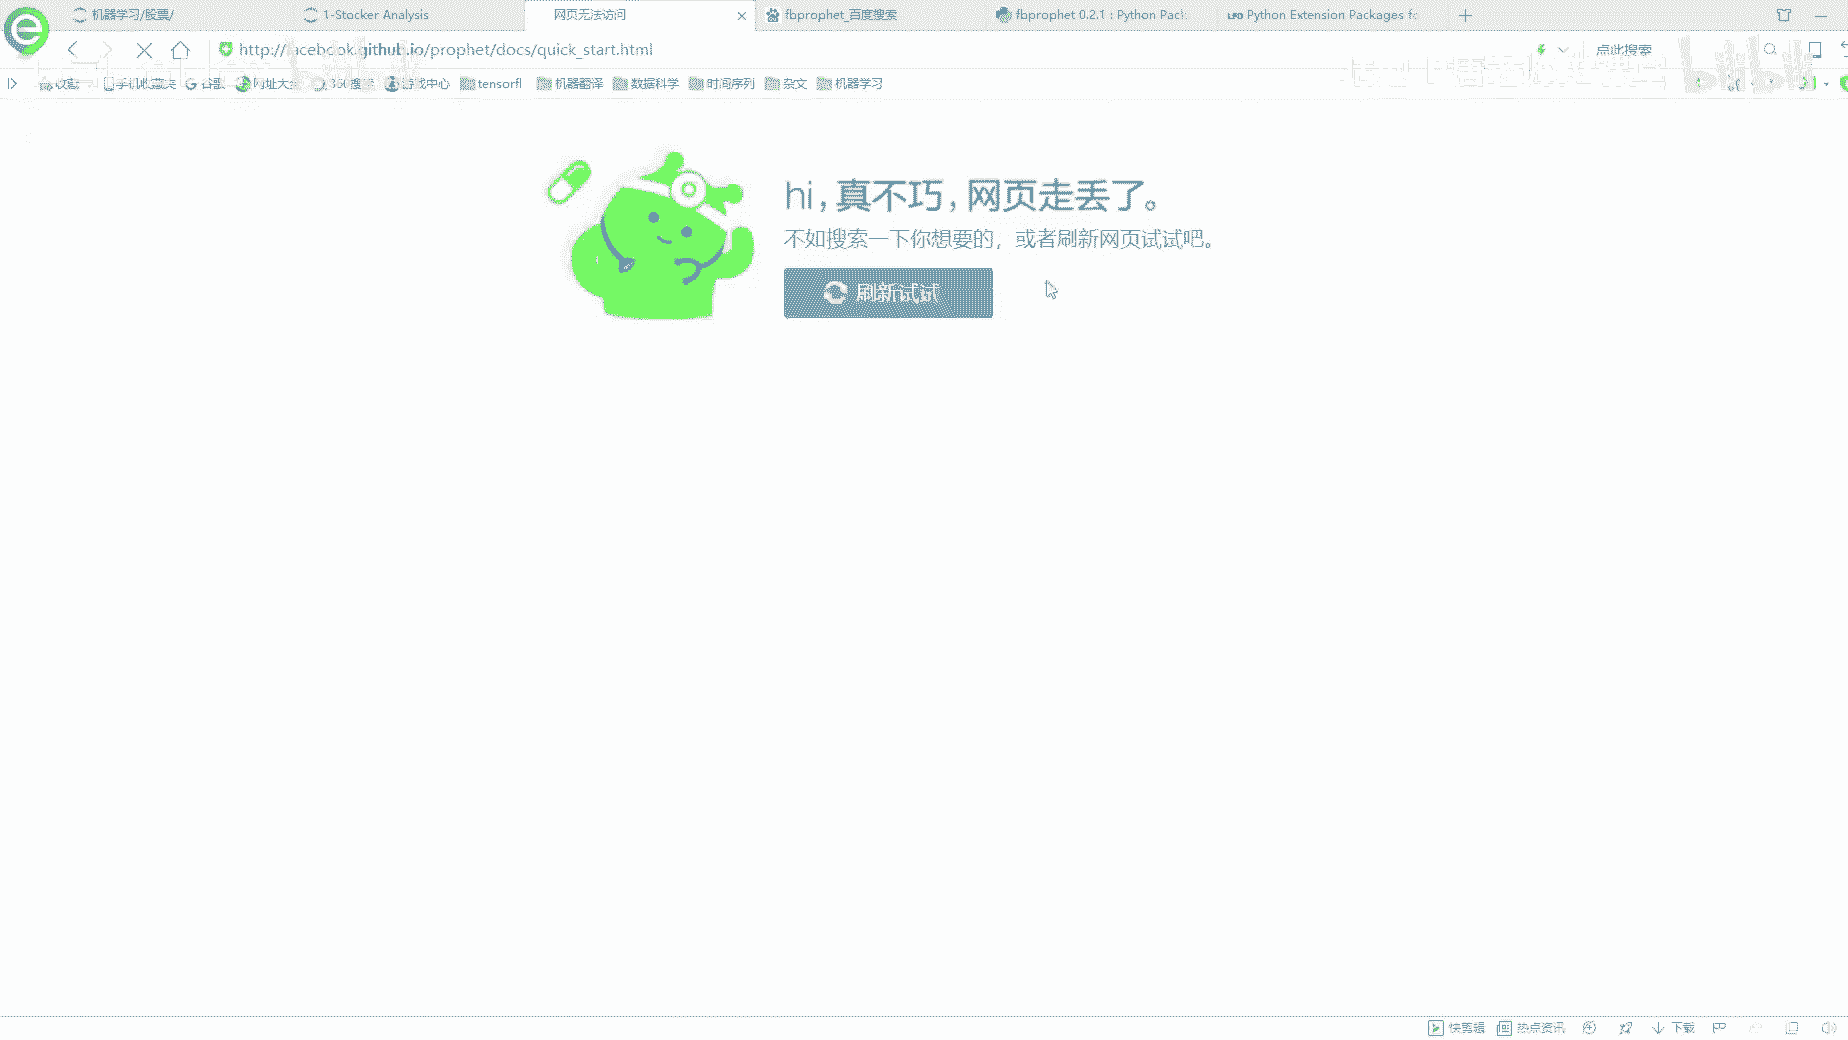 机器学习/股票/
1-Stocker Analysis
网页无法访问
fbprophet_百度搜索
fbprophet 0.2.1 : Python Pack
Python Extension Packages fo
http://facebook.github.io/prophet/docs/quick_start.html
点此搜索
收藏
手机收藏夹
谷歌
网址大全
360搜索
游戏中心
tensorfl
机器翻译
数据科学
时间序列
杂文
机器学习
bilibili
hi，真不巧，网页走丢了。
不如搜索一下你想要的，或者刷新网页试试吧。
刷新试试
快剪辑
热点资讯
下载